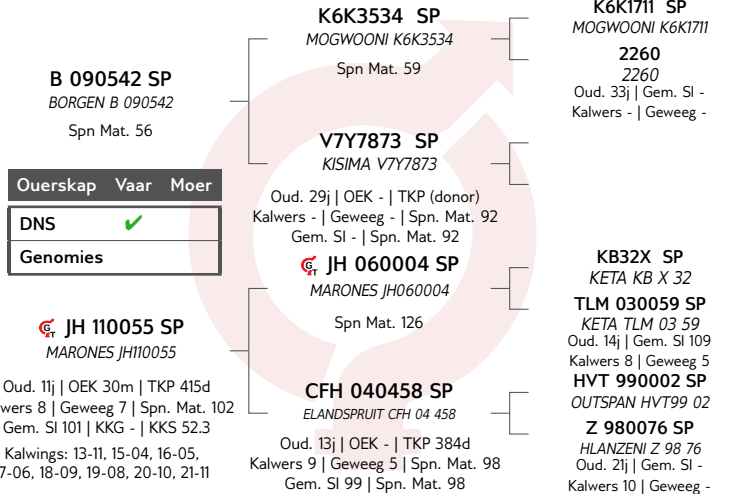 B 090542 SP
BORGEN B 090542
Spn Mat. 56
Ouerskap Vaar Moer
DNS ✔
Genomies
JH 110055 SP
MARONES JH110055
Oud. 11j | OEK 30m | TKP 415d
8 | Geweeg 7 | Spn. Mat. 102
Gem. SI 101 | KKG - | KKS 52.3
Kalwings: 13-11, 15-04, 16-05,
18-09, 19-08, 20-10, 21-11
K6K3534 SP
MOGWOONI K6K3534
Spn Mat. 59
V7Y7873 SP
KISIMA V7Y7873
Oud. 29j | OEK - | TKP (donor)
Kalwers - | Geweeg - | Spn. Mat. 92
Gem. SI - | Spn. Mat. 92
GT JH 060004 SP
MARONES JH060004
Spn Mat. 126
CFH 040458 SP
ELANDSPRUIT CFH 04 458
Oud. 13j | OEK - | TKP 384d
Kalwers 9 | Geweeg 5 | Spn. Mat. 98
Gem. SI 99 | Spn. Mat. 98
K6K1711 SP
MOGWOONI K6K1711
2260
2260
Oud. 33j | Gem. SI -
Kalwers - | Geweeg -
KB32X SP
KETA KB X 32
TLM 030059 SP
KETA TLM 03 59
Oud. 14j | Gem. SI 109
Kalwers 8 | Geweeg 5
HVT 990002 SP
OUTSPAN HVT99 02
Z 980076 SP
HLANZENI Z 98 76
Oud. 21j | Gem. SI -
Kalwers 10 | Geweeg -